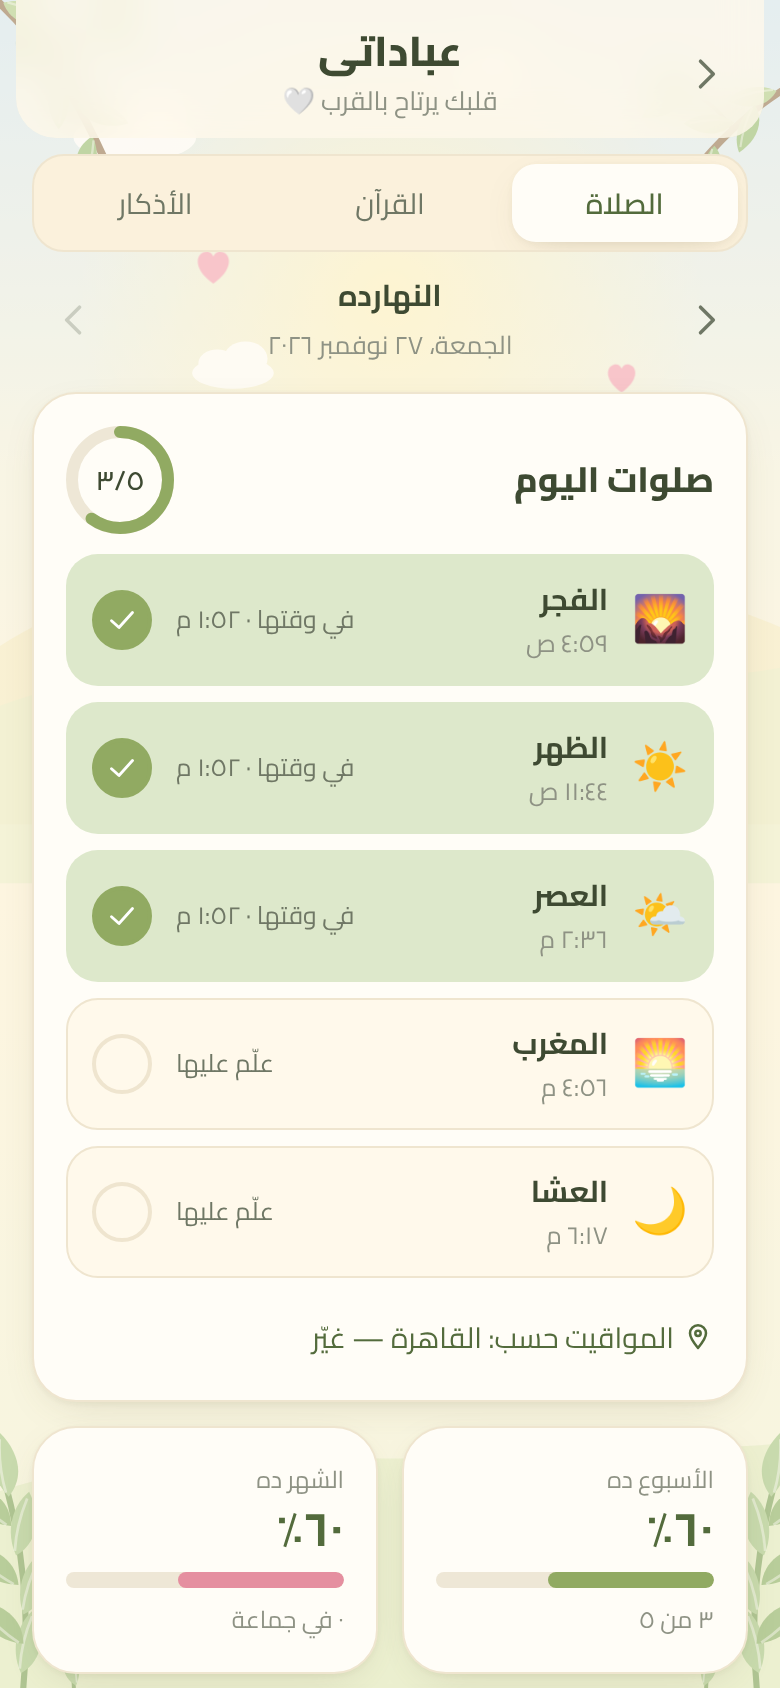 عباداتى
قلبك يرتاح بالقرب 🤍
الصلاة
القرآن
الأذكار
النهارده
الجمعة، ٢٧ نوفمبر ٢٠٢٦
صلوات اليوم
٣/٥
الفجر
٤:٥٩ ص
في وقتها · ١:٥٢ م
الظهر
١١:٤٤ ص
في وقتها · ١:٥٢ م
العصر
٢:٣٦ م
في وقتها · ١:٥٢ م
المغرب
٤:٥٦ م
علّم عليها
العشا
٦:١٧ م
علّم عليها
المواقيت حسب: القاهرة — غيّر
الأسبوع ده
٦٠٪
٣ من ٥
الشهر ده
٦٠٪
٠ في جماعة